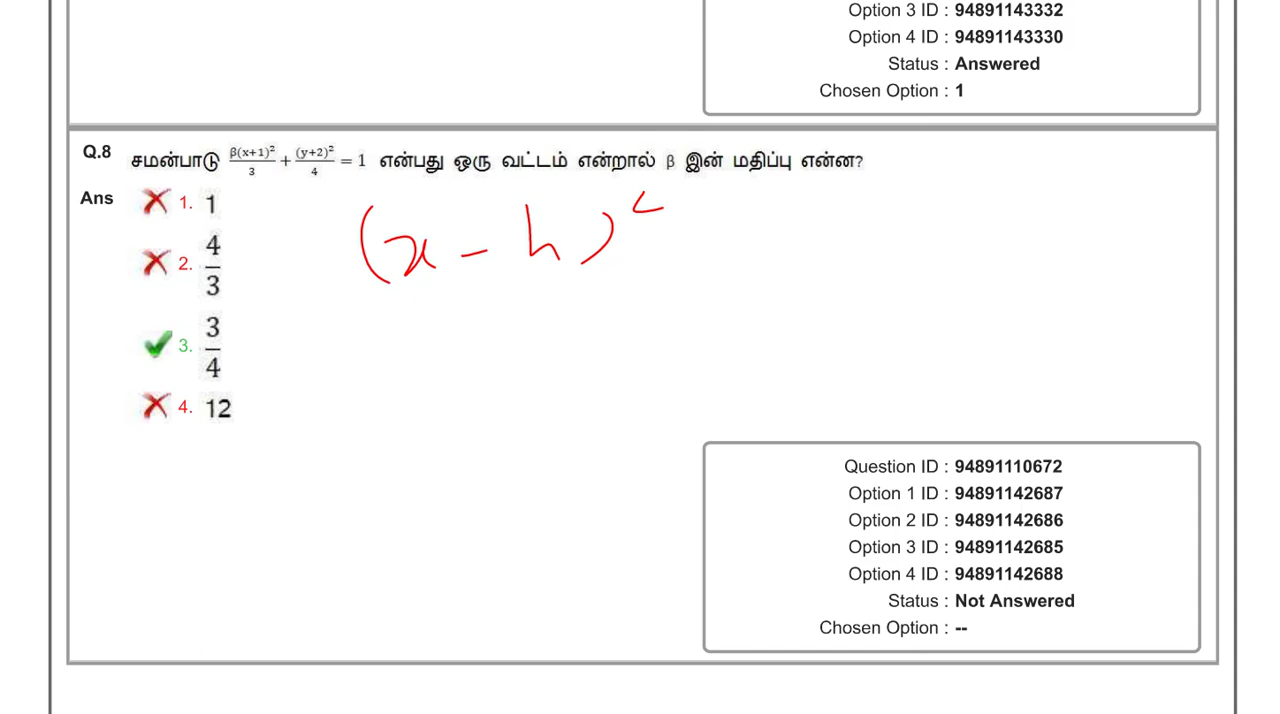 Option 3 ID : 94891143332
Option 4 ID : 94891143330
Status : Answered
Chosen Option : 1
Q.8 சமன்பாடு β(x+1)²/3 + (y+2)²/4 = 1 என்பது ஒரு வட்டம் என்றால் β இன் மதிப்பு என்ன?
Ans 1. 1
(x - h)²
2. 4/3
3. 3/4
4. 12
Question ID : 94891110672
Option 1 ID : 94891142687
Option 2 ID : 94891142686
Option 3 ID : 94891142685
Option 4 ID : 94891142688
Status : Not Answered
Chosen Option : --